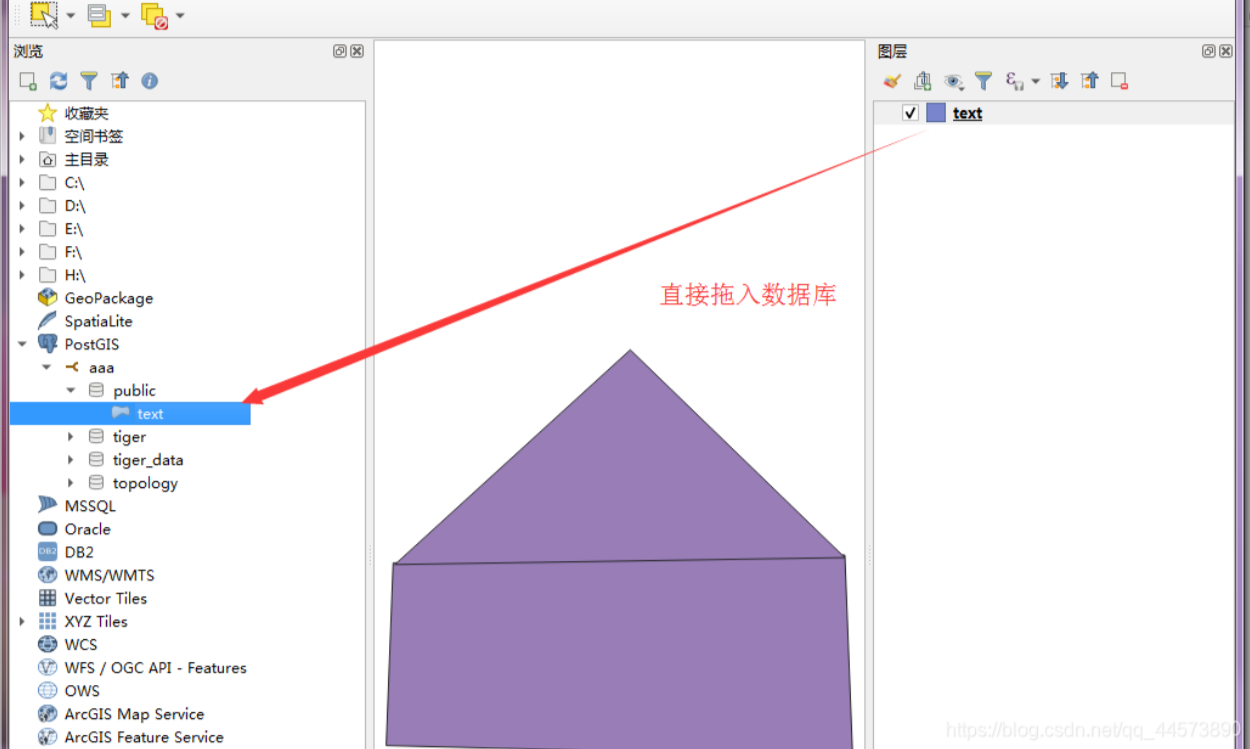 浏览
收藏夹
空间书签
主目录
C:\
D:\
E:\
F:\
H:\
GeoPackage
SpatiaLite
PostGIS
aaa
public
text
tiger
tiger_data
topology
MSSQL
Oracle
DB2
DB2
WMS/WMTS
Vector Tiles
XYZ Tiles
WCS
WFS / OGC API - Features
OWS
ArcGIS Map Service
ArcGIS Feature Service
直接拖入数据库
图层
text
https://blog.csdn.net/qq_44573890